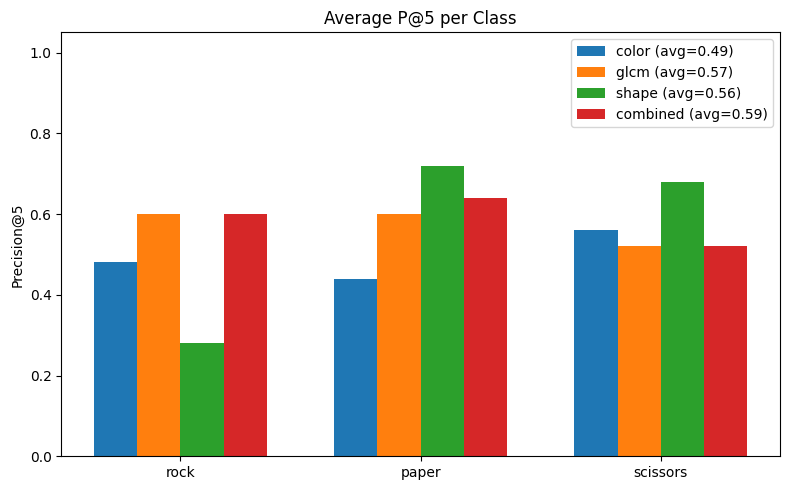 Average P@5 per Class
color (avg=0.49)
glcm (avg=0.57)
shape (avg=0.56)
combined (avg=0.59)
Precision@5
1.0
0.8
0.6
0.4
0.2
0.0
rock
paper
scissors